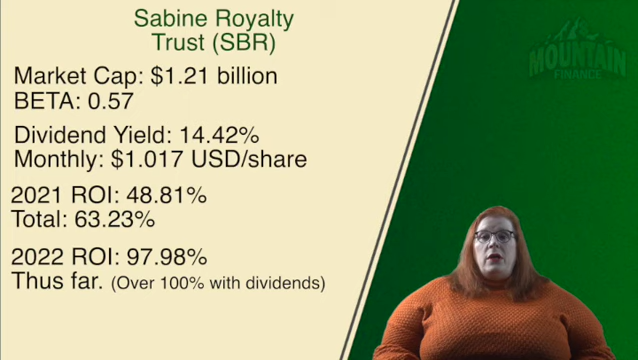 Sabine Royalty
Trust (SBR)
Market Cap: $1.21 billion
BETA: 0.57
Dividend Yield: 14.42%
Monthly: $1.017 USD/share
2021 ROI: 48.81%
Total: 63.23%
2022 ROI: 97.98%
Thus far. (Over 100% with dividends)
MOUNTAIN
FINANCE